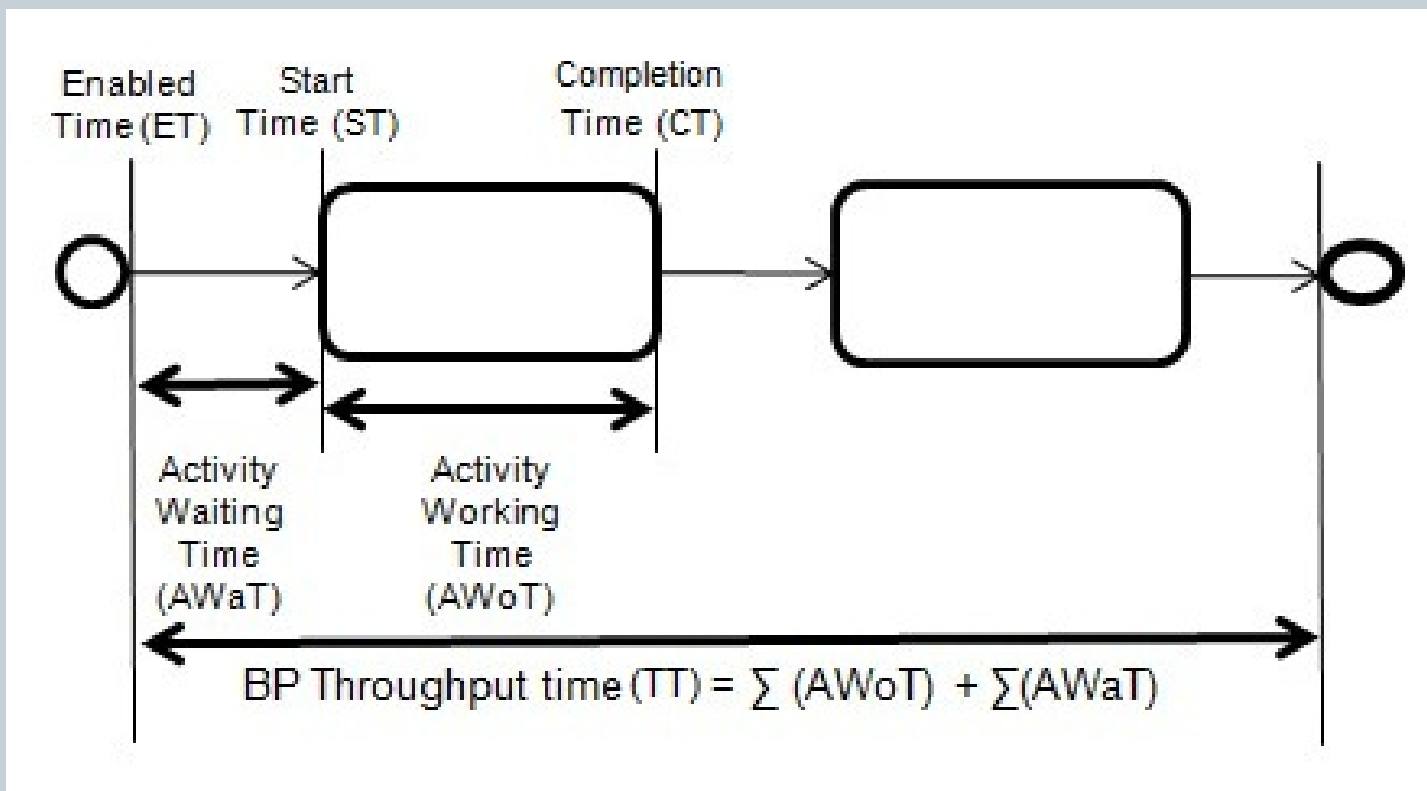 Enabled
Time (ET)
Start
Time (ST)
Completion
Time (CT)
Activity
Waiting
Time
(AWaT)
Activity
Working
Time
(AWoT)
BP Throughput time (TT) = ∑ (AWoT) + ∑(AWaT)